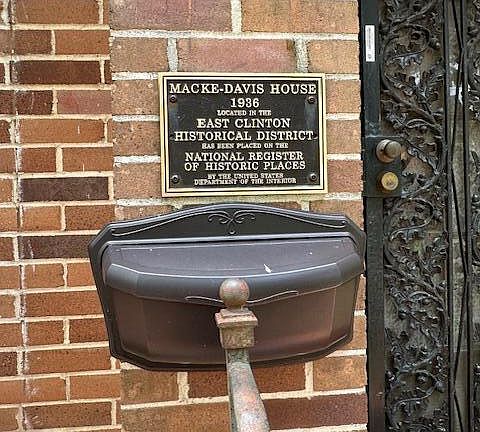 MACKE-DAVIS HOUSE
1936
LOCATED IN THE
EAST CLINTON
HISTORICAL DISTRICT
HAS BEEN PLACED ON THE
NATIONAL REGISTER
OF HISTORIC PLACES
BY THE UNITED STATES
DEPARTMENT OF THE INTERIOR